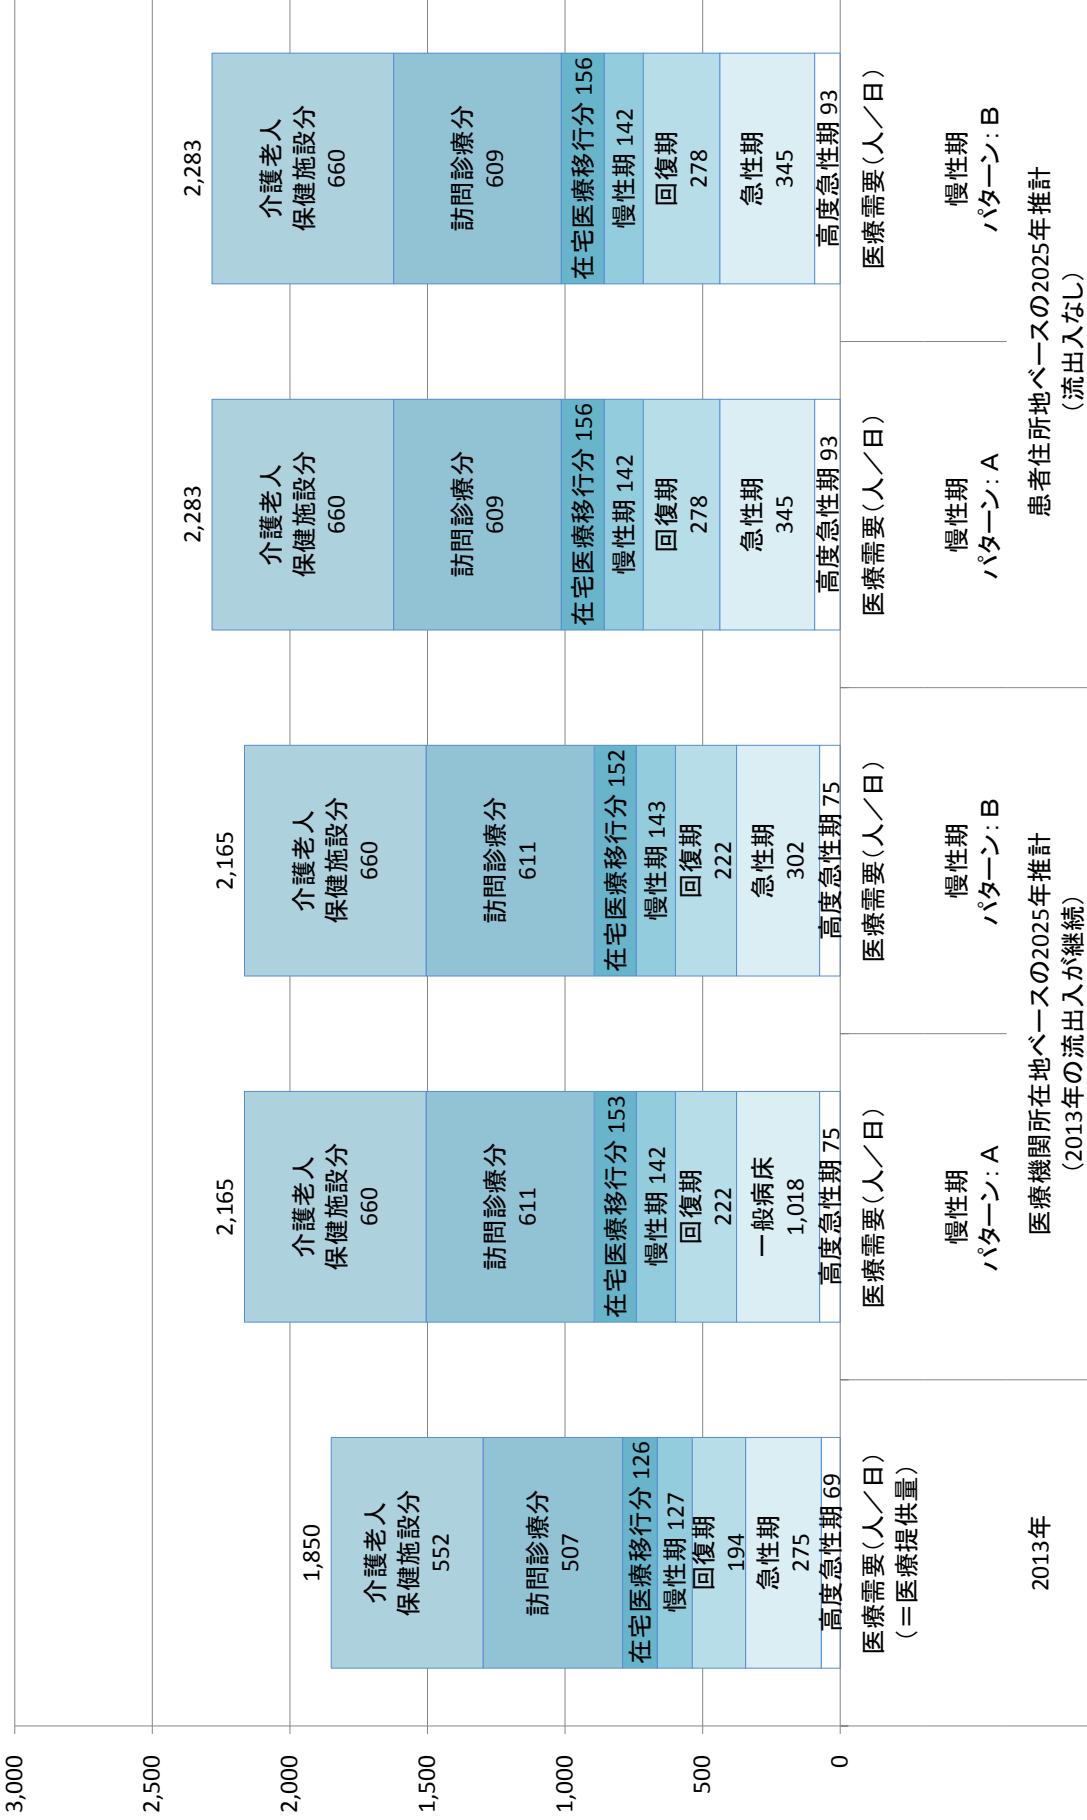 3,000
2,500
2,000
1,500
1,000
500
0
1,850
介護老人
保健施設分
552
訪問診療分
507
在宅医療移行分 126
慢性期 127
回復期
194
急性期
275
高度急性期 69
医療需要(人／日)
(＝医療提供量)
2013年
2,165
介護老人
保健施設分
660
訪問診療分
611
在宅医療移行分 153
慢性期 142
回復期
222
一般病床
1,018
高度急性期 75
医療需要(人／日)
慢性期
パターン: A
2,165
介護老人
保健施設分
660
訪問診療分
611
在宅医療移行分 152
慢性期 143
回復期
222
急性期
302
高度急性期 75
医療需要(人／日)
慢性期
パターン: B
医療機関所在地ベースの2025年推計
(2013年の流出入が継続)
2,283
介護老人
保健施設分
660
訪問診療分
609
在宅医療移行分 156
慢性期 142
回復期
278
急性期
345
高度急性期 93
医療需要(人／日)
慢性期
パターン: A
2,283
介護老人
保健施設分
660
訪問診療分
609
在宅医療移行分 156
慢性期 142
回復期
278
急性期
345
高度急性期 93
医療需要(人／日)
慢性期
パターン: B
患者住所地ベースの2025年推計
(流出入なし)